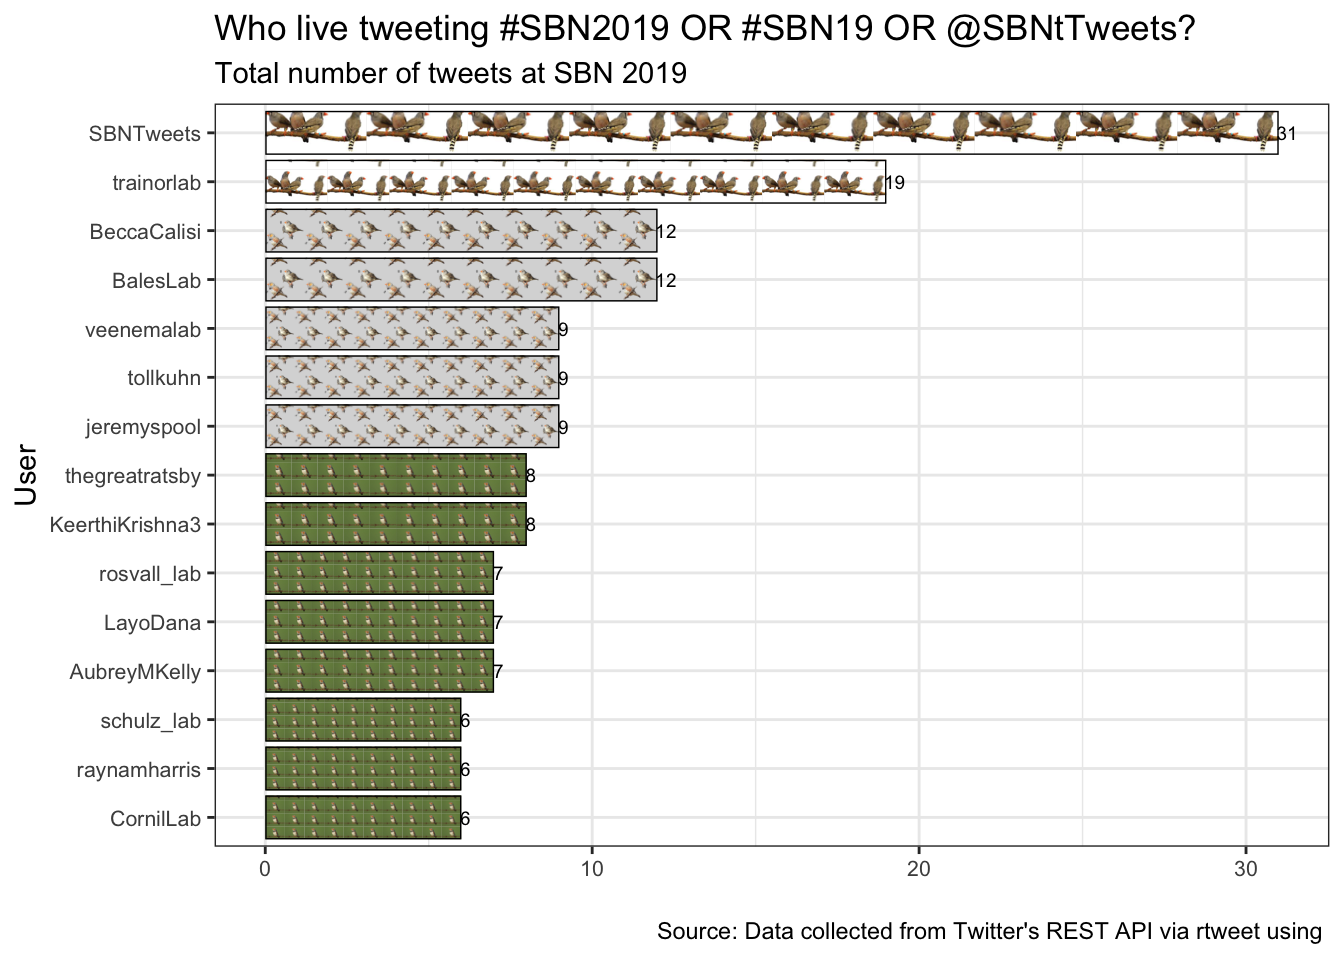 Who live tweeting #SBN2019 OR #SBN19 OR @SBNtTweets?
Total number of tweets at SBN 2019
User
SBNTweets 31
trainorlab 19
BeccaCalisi 12
BalesLab 12
veenemalab 9
tollkuhn 9
jeremyspool 9
thegreatratsby 8
KeerthiKrishna3 8
rosvall_lab 7
LayoDana 7
AubreyMKelly 7
schulz_lab 6
raynamharris 6
CornilLab 6
0 10 20 30
Source: Data collected from Twitter's REST API via rtweet using